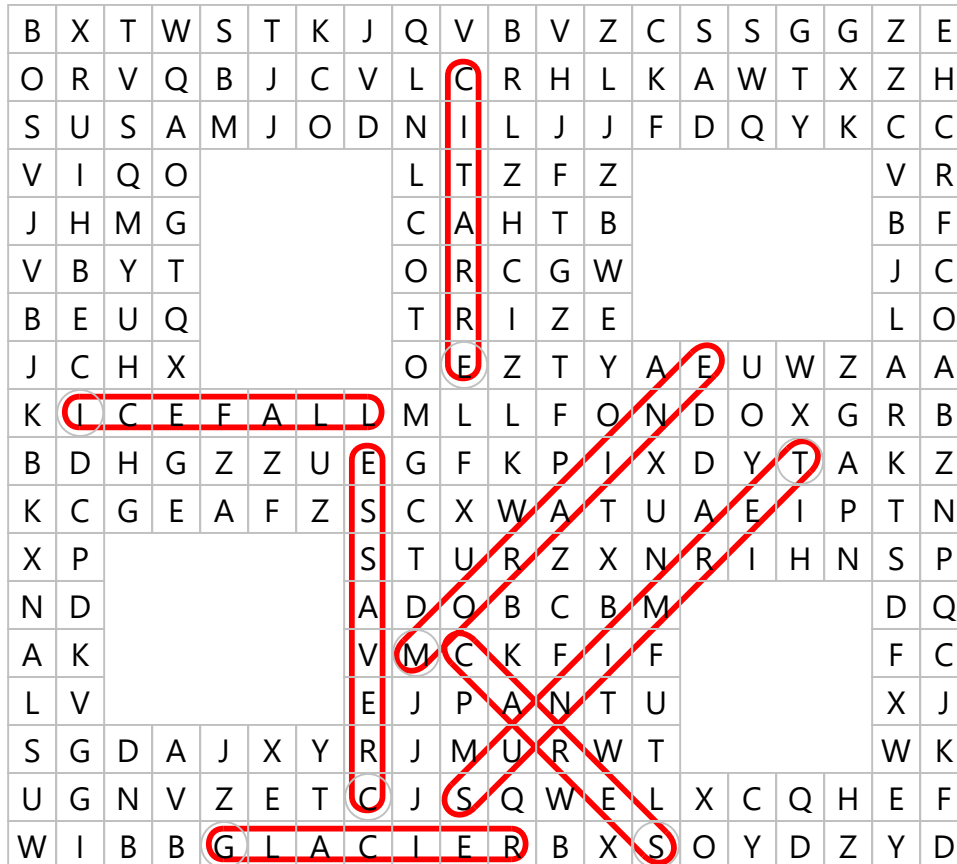 B X T W S T K J Q V B V Z C S S G G Z E
O R V Q B J C V L C R H L K A W T X Z H
S U S A M J O D N I L J J F D Q Y K C C
V I Q O L T Z F Z V R
J H M G C A H T B B F
V B Y T O R C G W J C
B E U Q T R I Z E L O
J C H X O E Z T Y A E U W Z A A
K I C E F A L L M L L F O N D O X G R B
B D H G Z Z U E G F K P I X D Y T A K Z
K C G E A F Z S C X W A T U A E I P T N
X P S T U R Z X N R I H N S P
N D A D O B C B M D Q
A K V M C K F I F F C
L V E J P A N T U X J
S G D A J X Y R J M U R W T W K
U G N V Z E T C J S Q W E L X C Q H E F
W I B B G L A C I E R B X S O Y D Z Y D